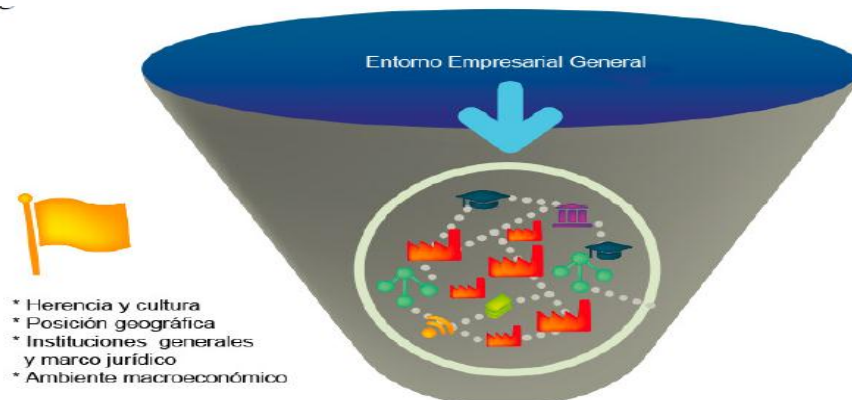 Entorno Empresarial General
* Herencia y cultura
* Posición geográfica
* Instituciones generales
y marco jurídico
* Ambiente macroeconómico